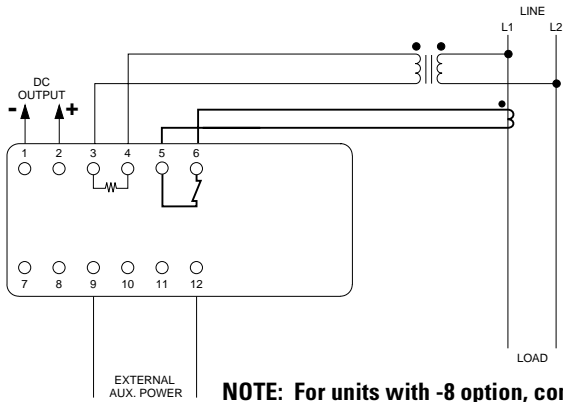 LINE
L1 L2
DC
OUTPUT
- +
1 2 3 4 5 6
7 8 9 10 11 12
LOAD
EXTERNAL
AUX. POWER
NOTE: For units with -8 option, con